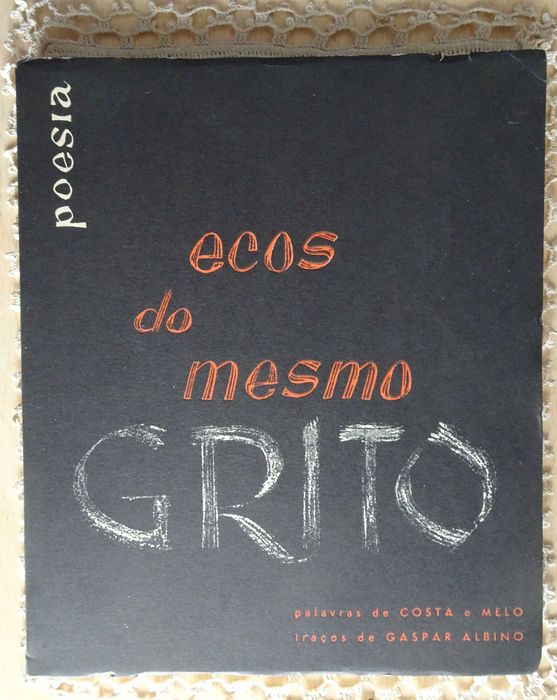 poesia
ecos
do
mesmo
GRITO
palavras de COSTA e MELO
traços de GASPAR ALBINO